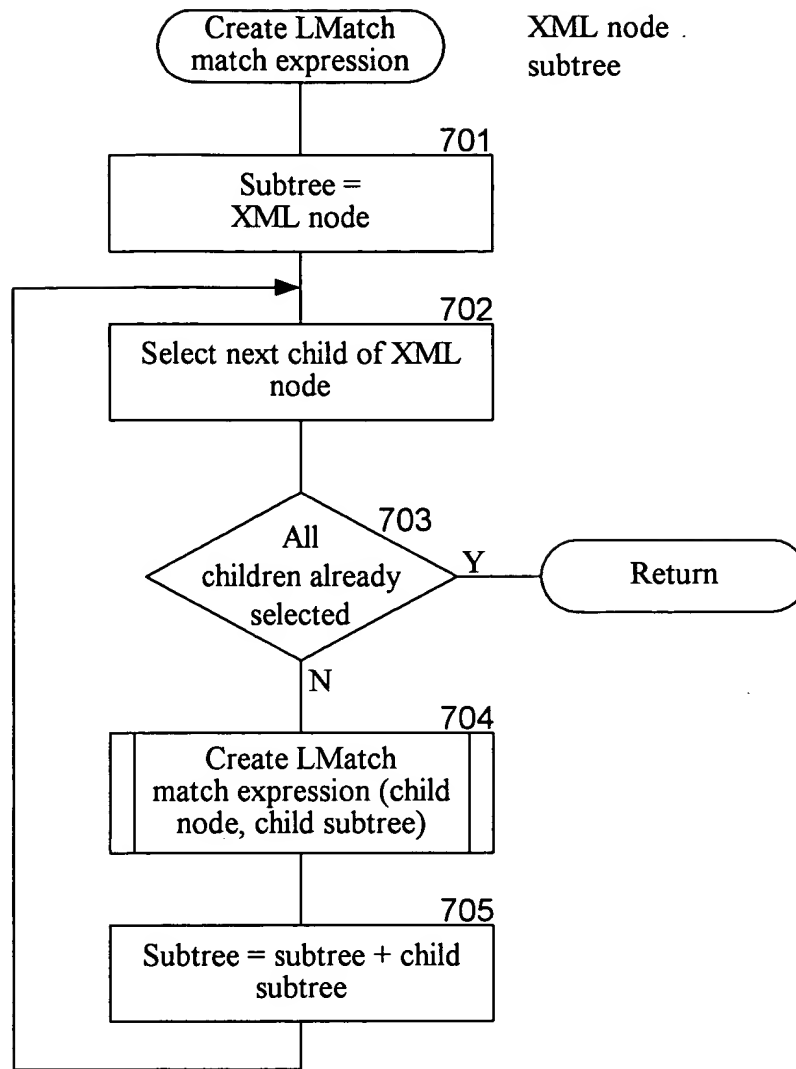 Create LMatch
match expression
XML node
subtree
701
Subtree =
XML node
702
Select next child of XML
node
703
All
children already
selected
Y
Return
N
704
Create LMatch
match expression (child
node, child subtree)
705
Subtree = subtree + child
subtree